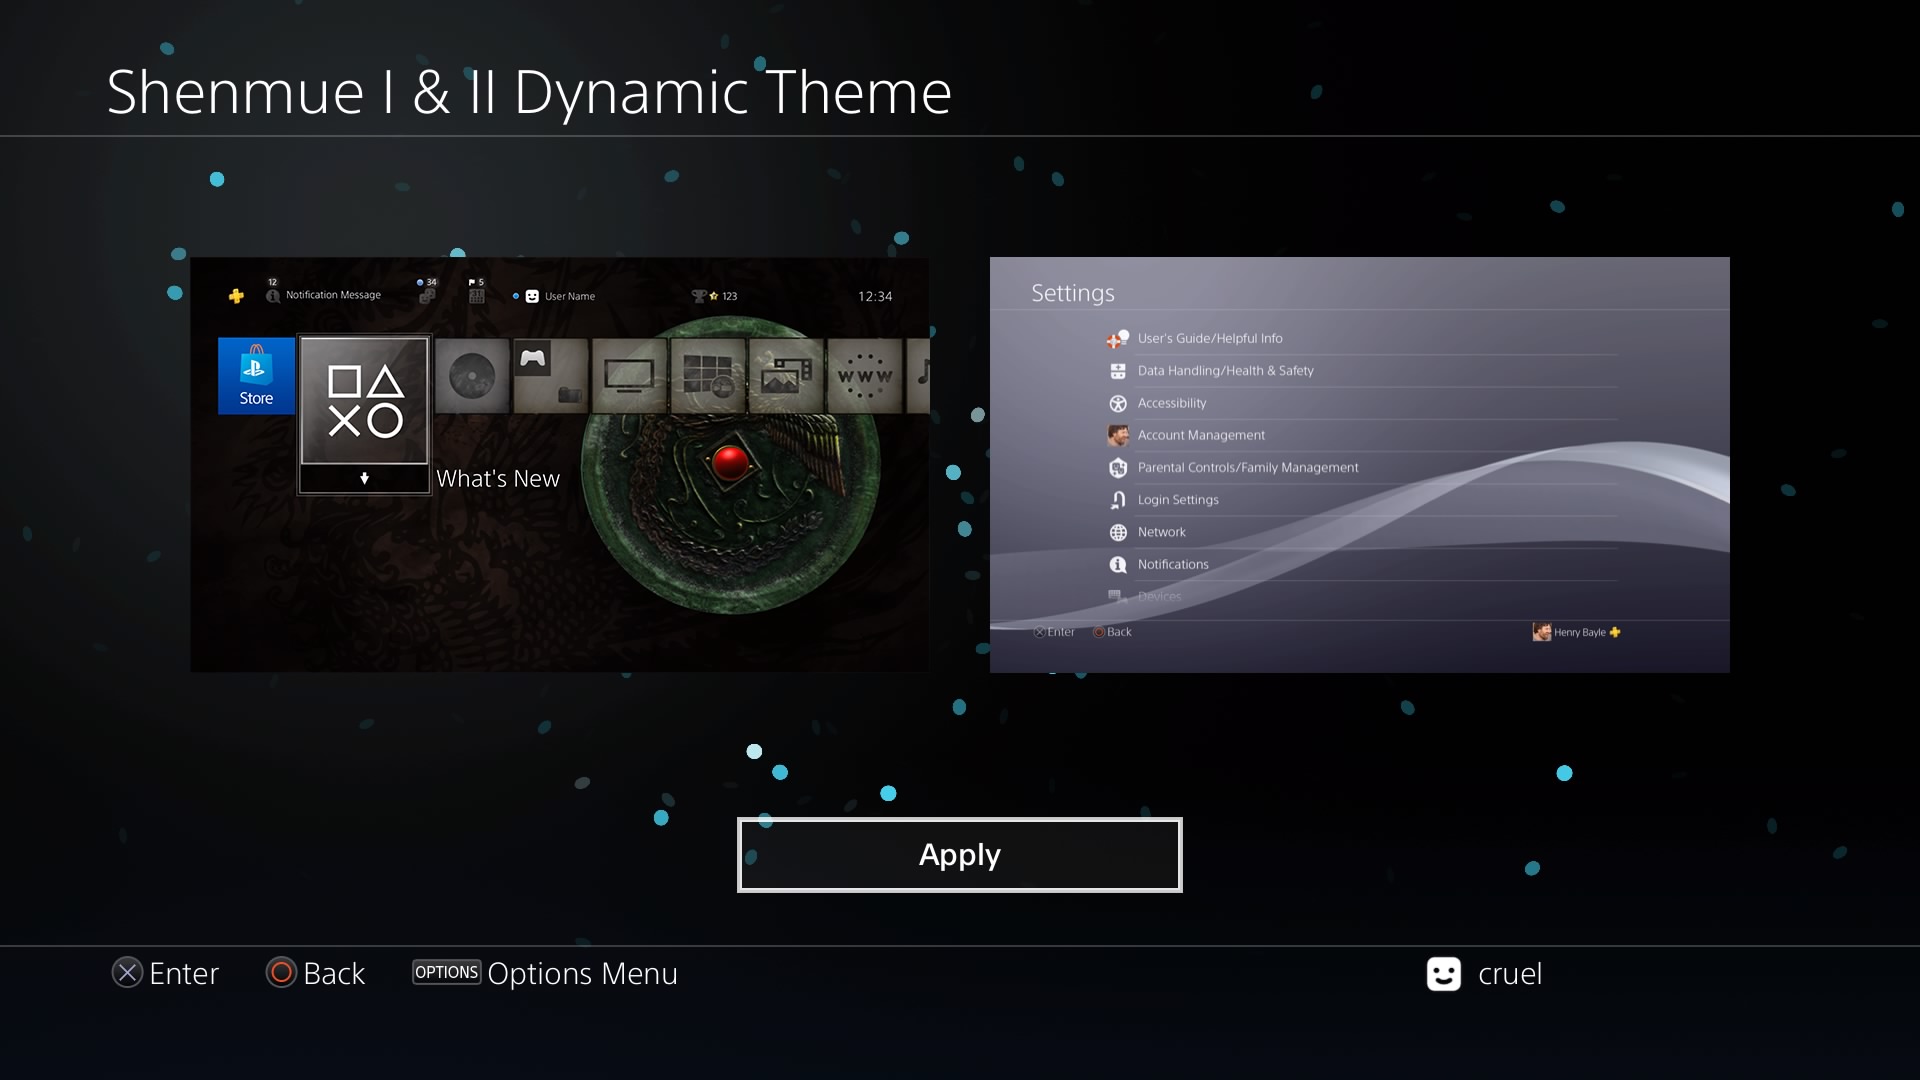 Shenmue I & II Dynamic Theme
12
Notification Message
34
5
31
User Name
123
12:34
Store
WWW
What's New
Settings
User's Guide/Helpful Info
Data Handling/Health & Safety
Accessibility
Account Management
Parental Controls/Family Management
Login Settings
Network
Notifications
Devices
Enter
Back
Henry Bayle
Apply
Enter
Back
OPTIONS Options Menu
cruel